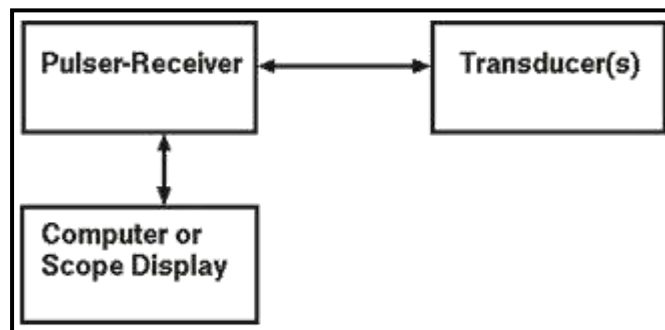 Pulser-Receiver
Transducer(s)
Computer or
Scope Display